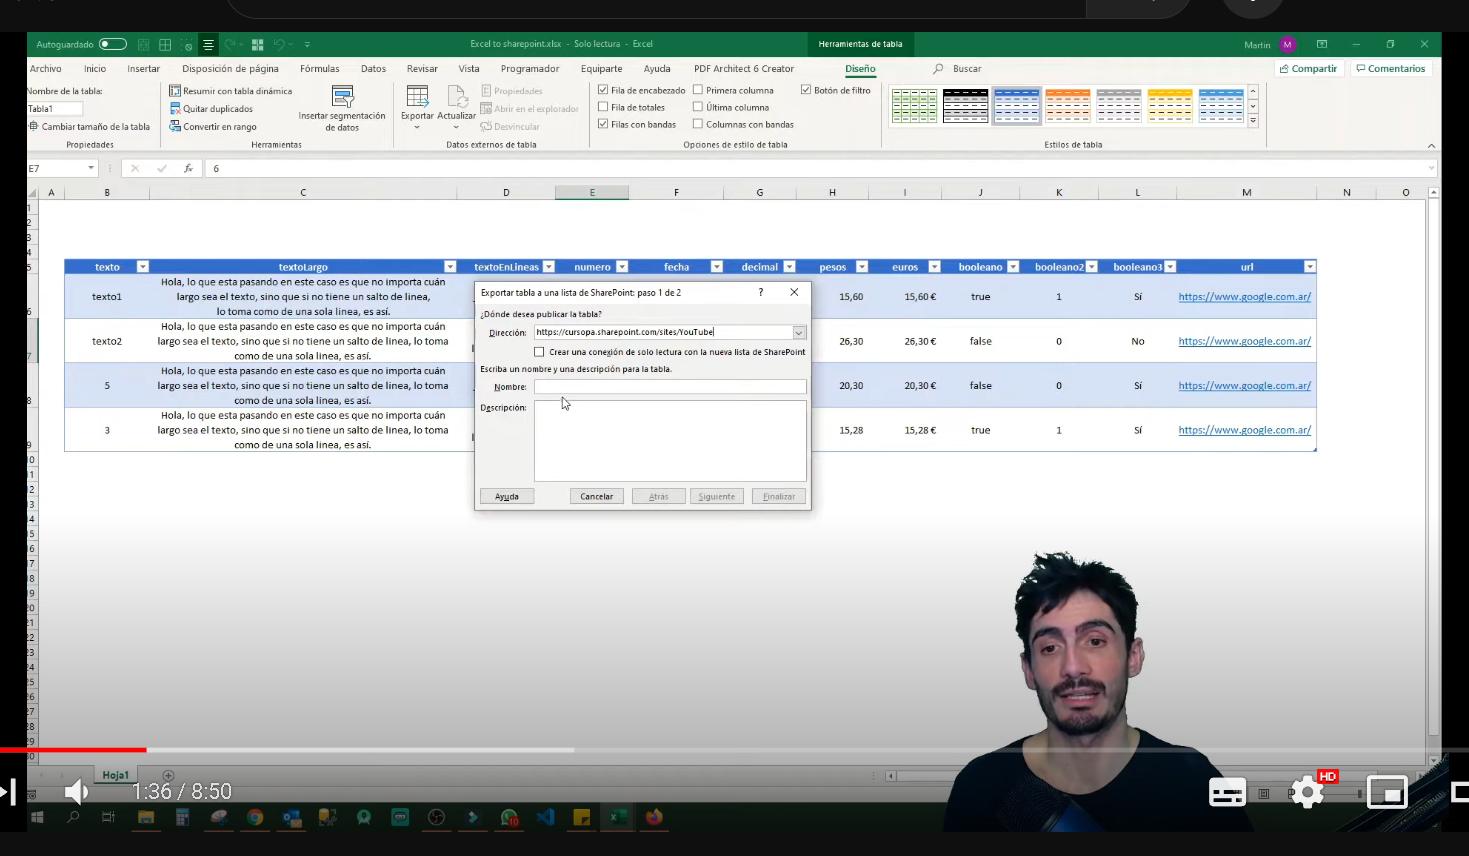 Autoguardado
Excel to sharepoint.xlsx - Solo lectura - Excel
Herramientas de tabla
Martin M
Archivo Inicio Insertar Disposición de página Fórmulas Datos Revisar Vista Programador Equiparte Ayuda PDF Architect 6 Creator Diseño Buscar Compartir Comentarios
Nombre de la tabla:
Tabla1
Cambiar tamaño de la tabla
Propiedades
Resumir con tabla dinámica
Quitar duplicados
Convertir en rango
Insertar segmentación
de datos
Herramientas
Exportar Actualizar
Propiedades
Abrir en el explorador
Desvincular
Datos externos de tabla
Fila de encabezado Primera columna Botón de filtro
Fila de totales Última columna
Filas con bandas Columnas con bandas
Opciones de estilo de tabla
Estilos de tabla
E7 fx 6
A B C D E F G H I J K L M N O
texto textoLargo textoEnLineas numero fecha decimal pesos euros booleano booleano2 booleano3 url
texto1
Hola, lo que esta pasando en este caso es que no importa cuán
largo sea el texto, sino que si no tiene un salto de linea,
lo toma como de una sola linea, es así.
15,60 15,60 € true 1 Sí https://www.google.com.ar/
texto2
Hola, lo que esta pasando en este caso es que no importa cuán
largo sea el texto, sino que si no tiene un salto de linea, lo toma
como de una sola linea, es así.
26,30 26,30 € false 0 No https://www.google.com.ar/
5
Hola, lo que esta pasando en este caso es que no importa cuán
largo sea el texto, sino que si no tiene un salto de linea, lo toma
como de una sola linea, es así.
20,30 20,30 € false 0 Sí https://www.google.com.ar/
3
Hola, lo que esta pasando en este caso es que no importa cuán
largo sea el texto, sino que si no tiene un salto de linea, lo toma
como de una sola linea, es así.
15,28 15,28 € true 1 Sí https://www.google.com.ar/
Exportar tabla a una lista de SharePoint: paso 1 de 2 ?
¿Dónde desea publicar la tabla?
Dirección: https://cursopa.sharepoint.com/sites/YouTube
Crear una conexión de solo lectura con la nueva lista de SharePoint
Escriba un nombre y una descripción para la tabla.
Nombre:
Descripción:
Ayuda Cancelar Atrás Siguiente Finalizar
Hoja1
1:36 / 8:50
HD